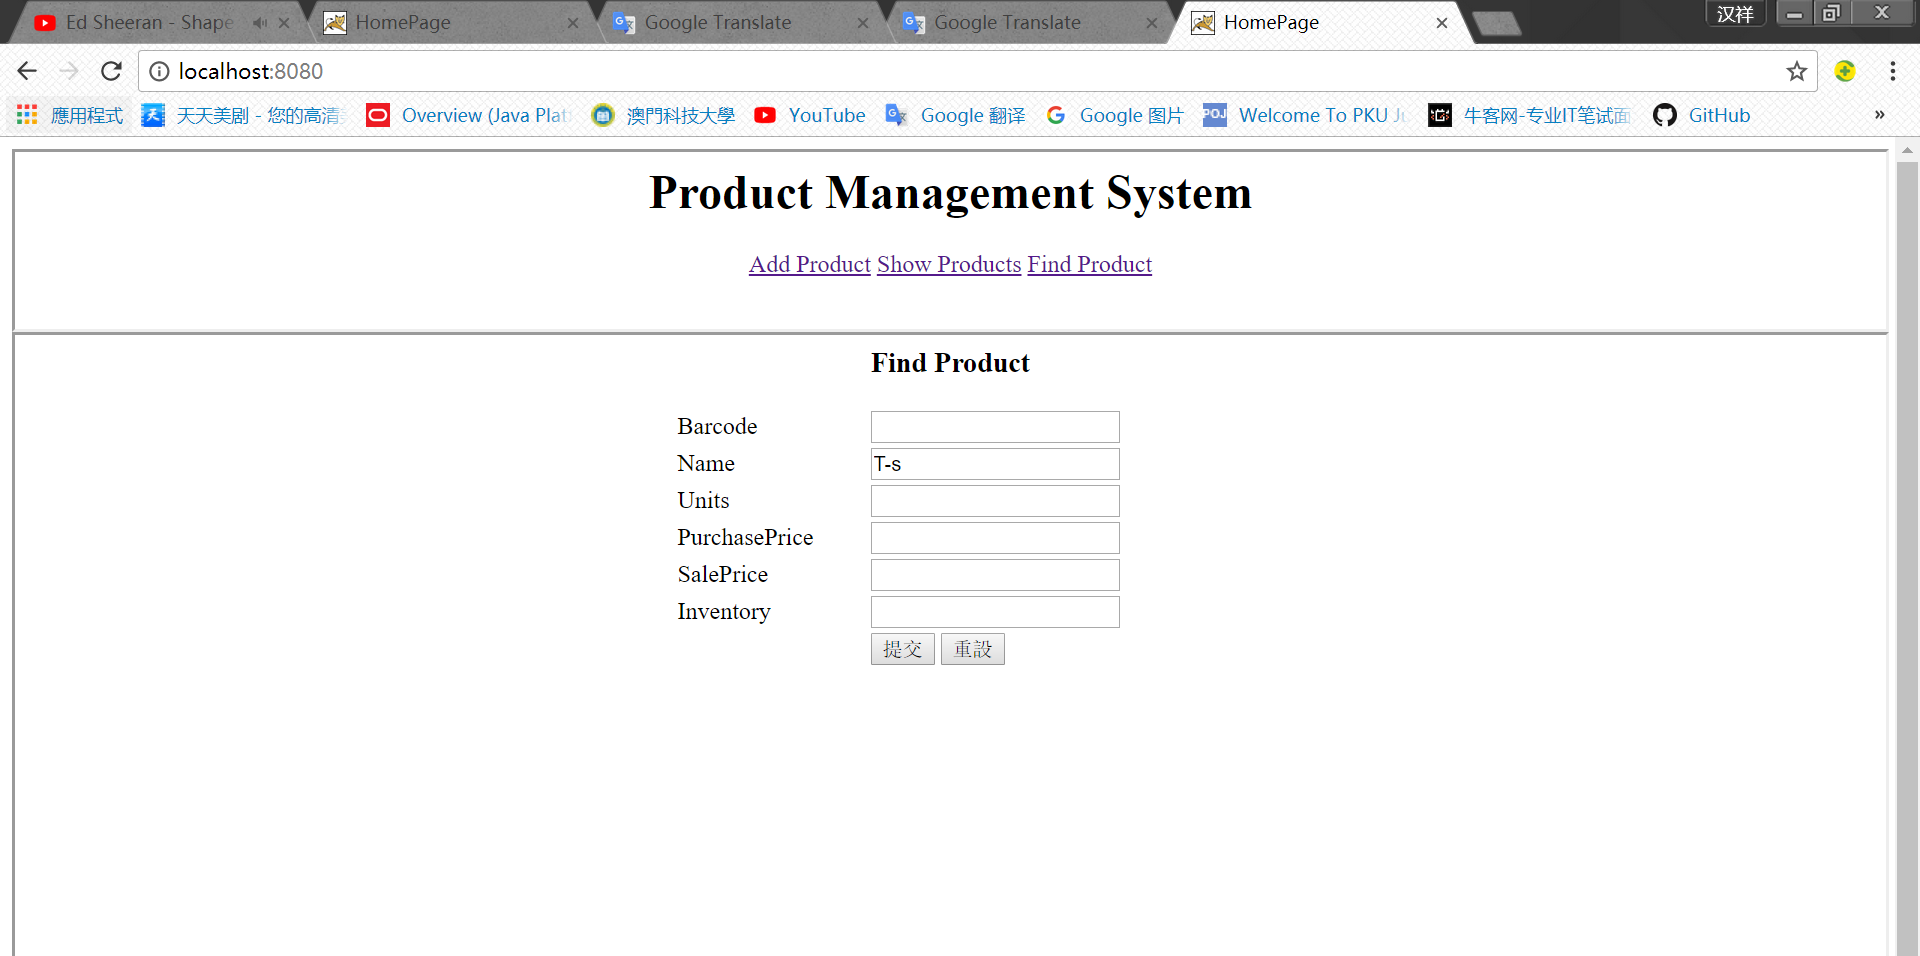 Ed Sheeran - Shape
HomePage
Google Translate
Google Translate
HomePage
汉祥
localhost:8080
應用程式
天天美剧 - 您的高清
Overview (Java Plat
澳門科技大學
YouTube
Google 翻译
Google 图片
POJ
Welcome To PKU Ju
牛客网-专业IT笔试面
GitHub
»
Product Management System
Add Product Show Products Find Product
Find Product
Barcode
Name T-s
Units
PurchasePrice
SalePrice
Inventory
提交 重設